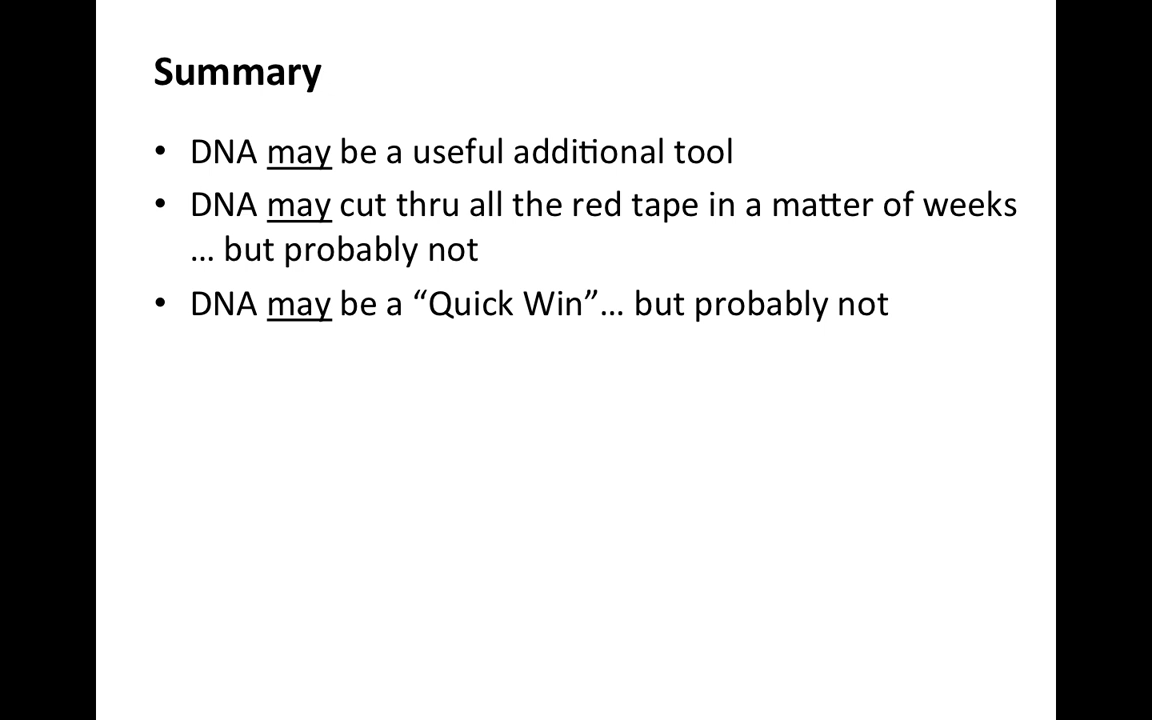 Summary
• DNA may be a useful additional tool
• DNA may cut thru all the red tape in a matter of weeks
… but probably not
• DNA may be a “Quick Win”… but probably not